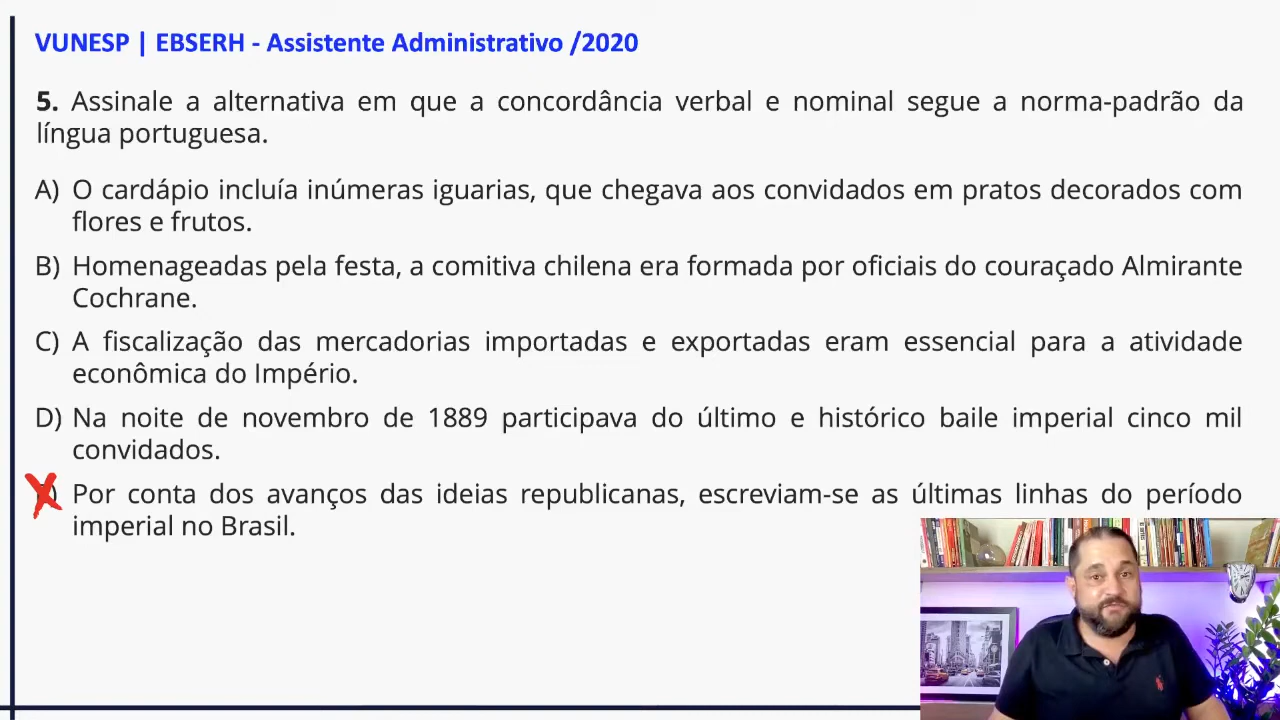 VUNESP | EBSERH - Assistente Administrativo /2020
5. Assinale a alternativa em que a concordância verbal e nominal segue a norma-padrão da
língua portuguesa.
A) O cardápio incluía inúmeras iguarias, que chegava aos convidados em pratos decorados com
flores e frutos.
B) Homenageadas pela festa, a comitiva chilena era formada por oficiais do couraçado Almirante
Cochrane.
C) A fiscalização das mercadorias importadas e exportadas eram essencial para a atividade
econômica do Império.
D) Na noite de novembro de 1889 participava do último e histórico baile imperial cinco mil
convidados.
Por conta dos avanços das ideias republicanas, escreviam-se as últimas linhas do período
imperial no Brasil.